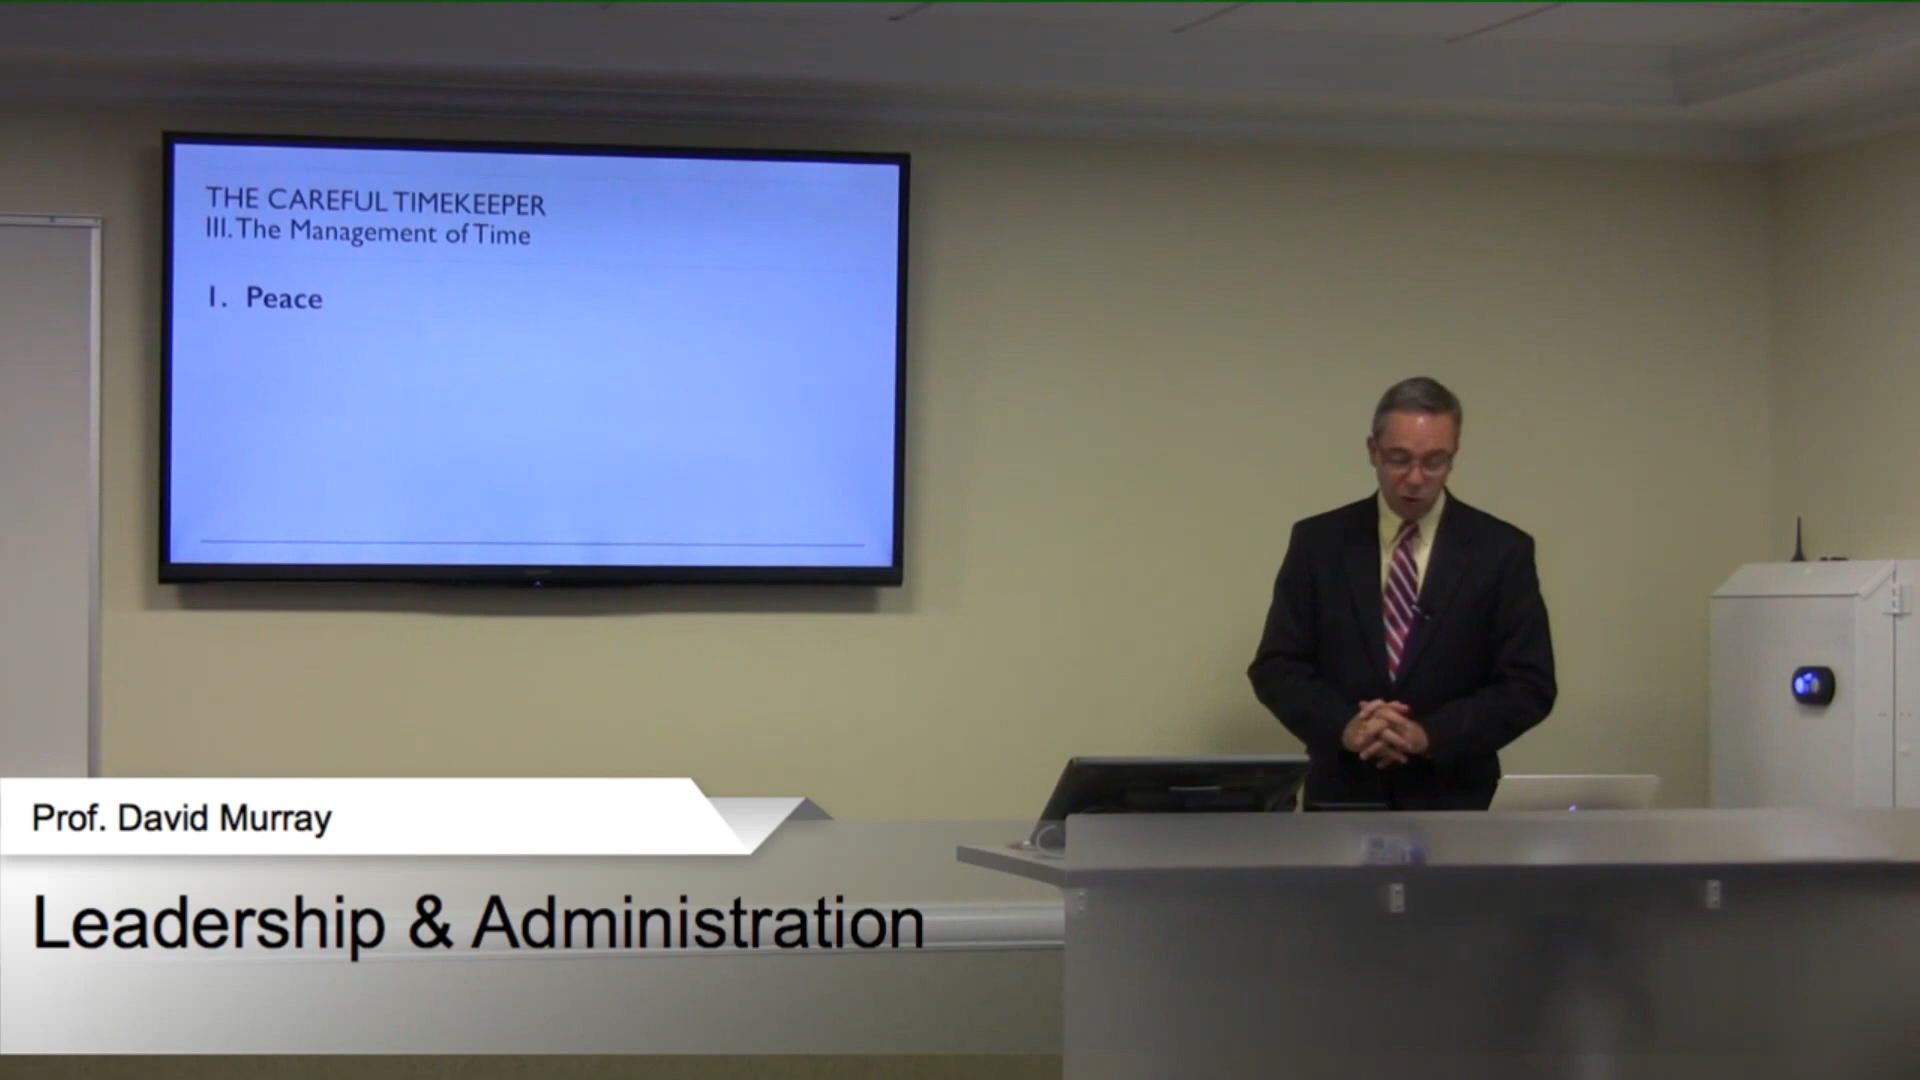 THE CAREFUL TIMEKEEPER
III. The Management of Time
1. Peace
Prof. David Murray
Leadership & Administration